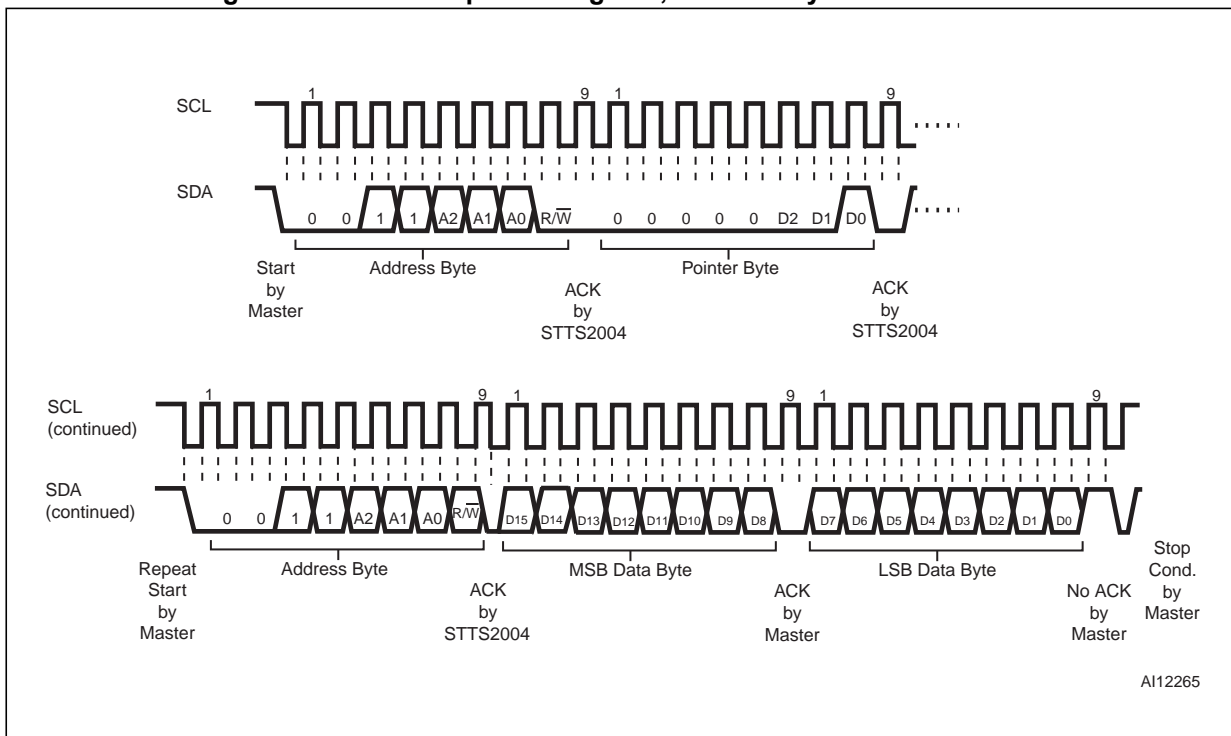 1 9 1 9
SCL
SDA
0 0 1 1 A2 A1 A0 R/W 0 0 0 0 0 D2 D1 D0
Address Byte
Pointer Byte
Start
by
Master
ACK
by
STTS2004
ACK
by
STTS2004
1 9 1 9 1 9
SCL
(continued)
SDA
(continued)
0 0 1 1 A2 A1 A0 R/W D15 D14 D13 D12 D11 D10 D9 D8 D7 D6 D5 D4 D3 D2 D1 D0
Address Byte
MSB Data Byte
LSB Data Byte
Repeat
Start
by
Master
ACK
by
STTS2004
ACK
by
Master
No ACK
by
Master
Stop
Cond.
by
Master
AI12265